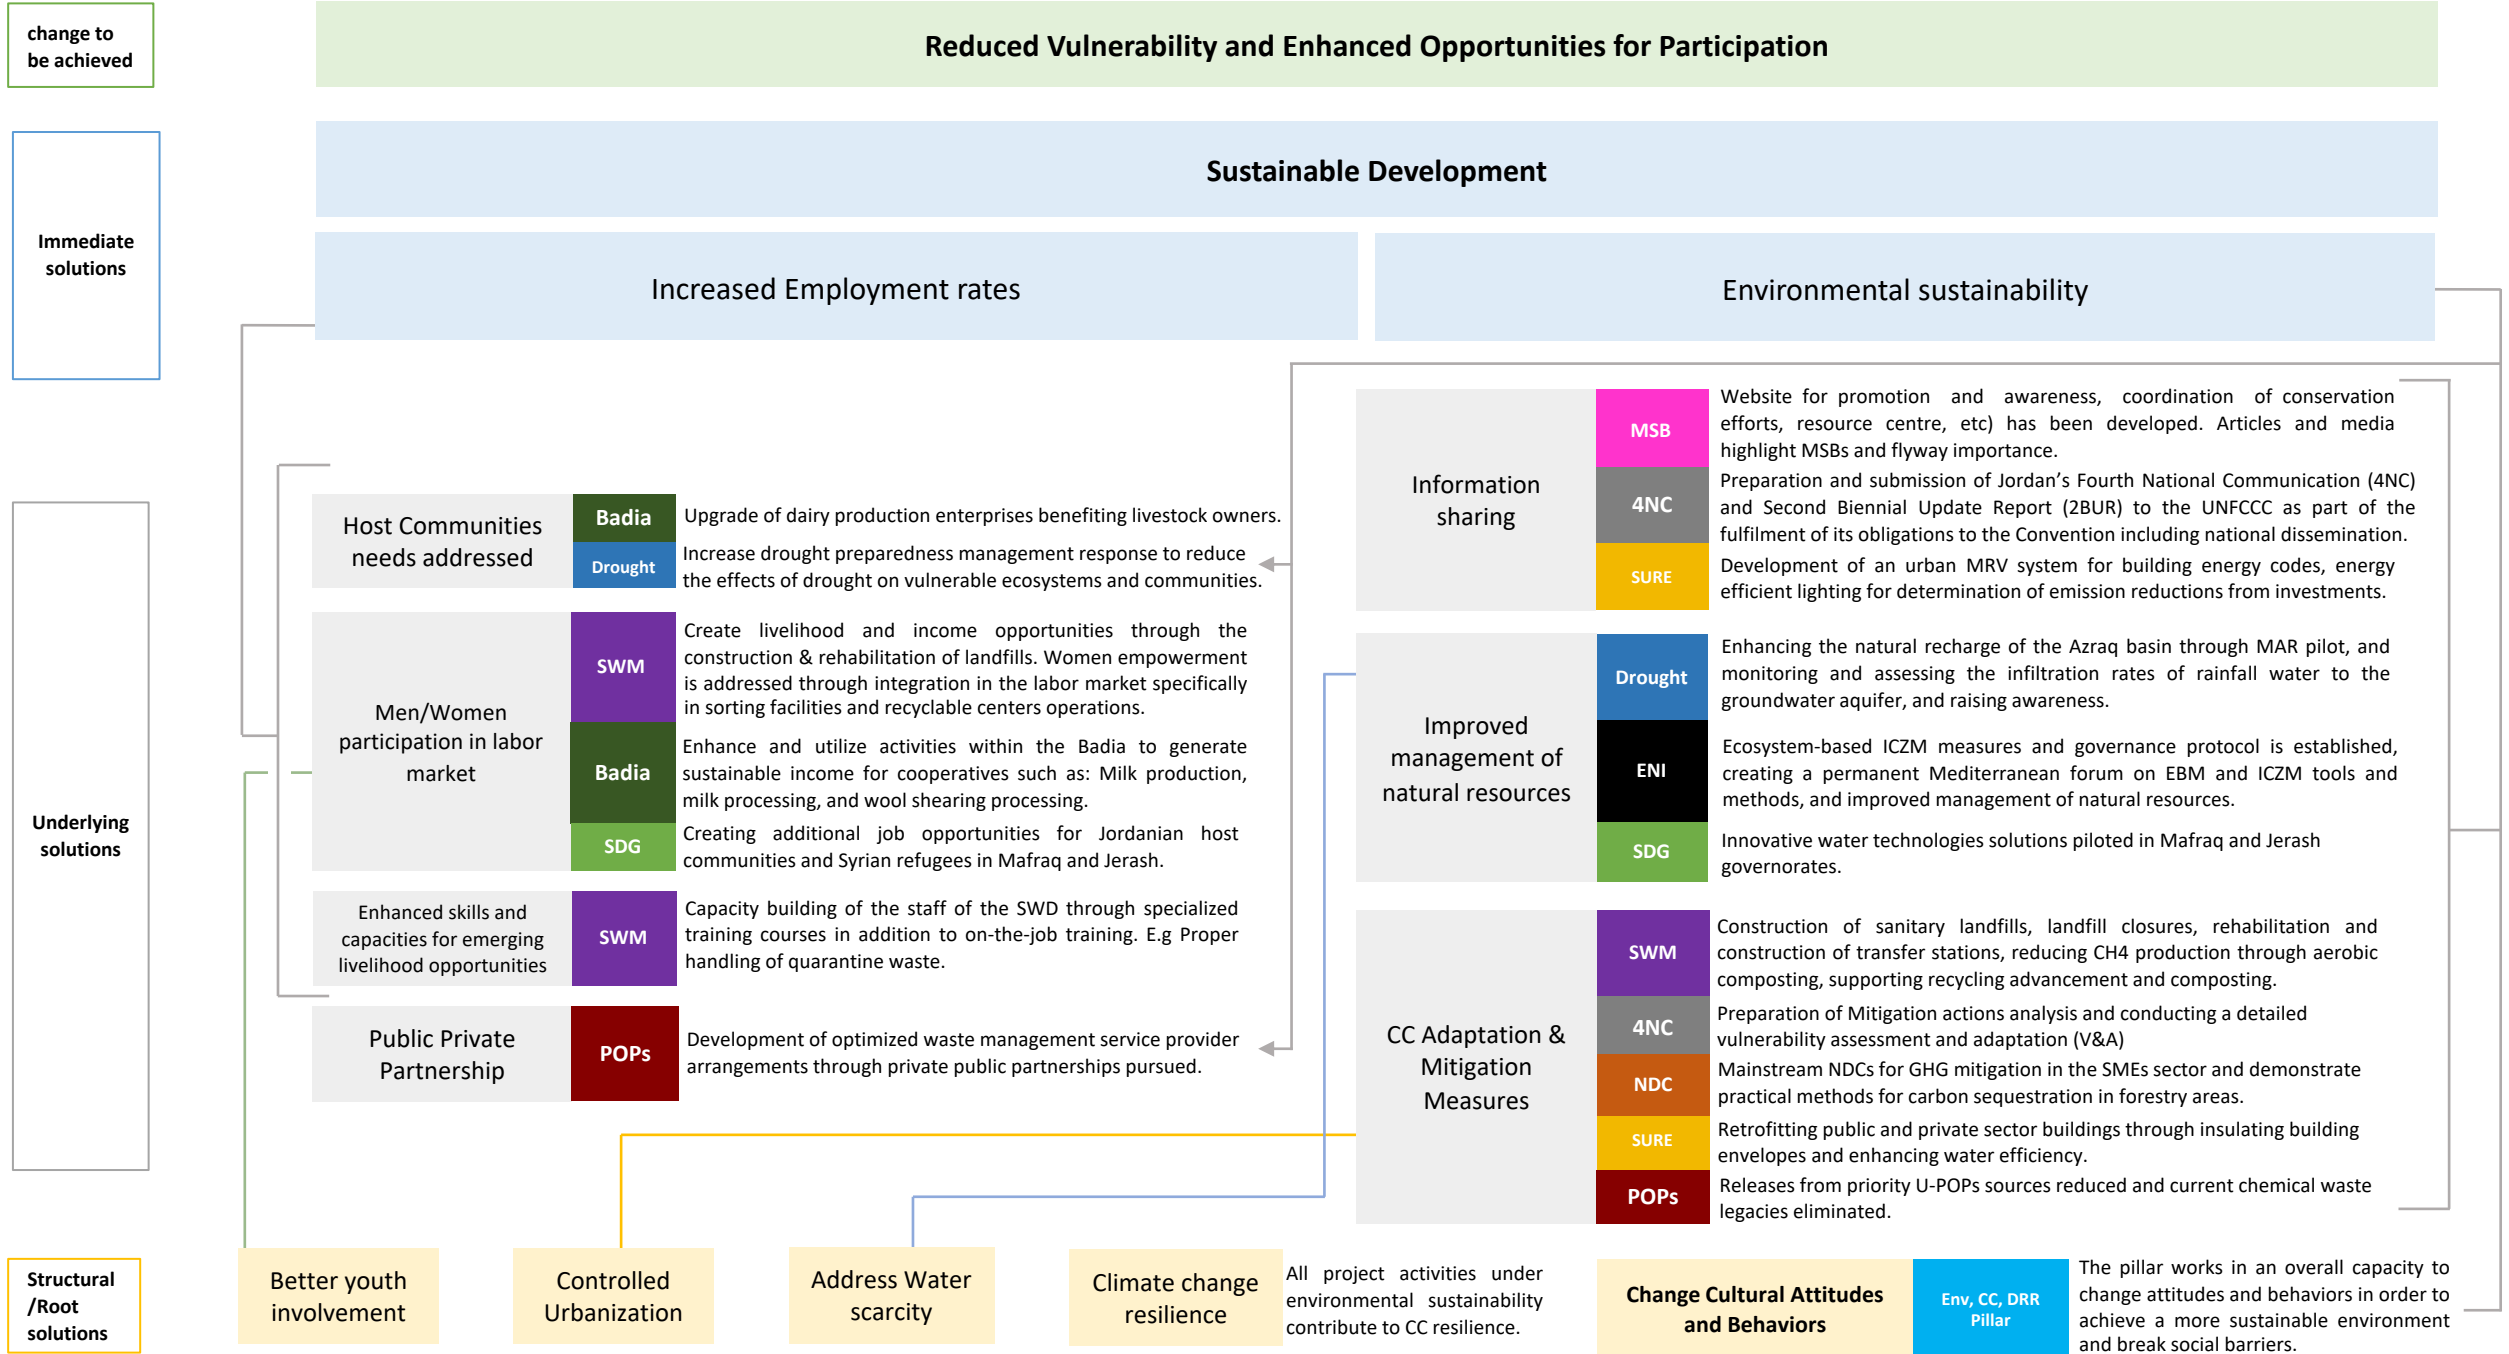 change to
be achieved
Reduced Vulnerability and Enhanced Opportunities for Participation
Immediate
solutions
Sustainable Development
Increased Employment rates
Environmental sustainability
Underlying
solutions
Host Communities
needs addressed
Badia
Upgrade of dairy production enterprises benefiting livestock owners.
Drought
Increase drought preparedness management response to reduce
the effects of drought on vulnerable ecosystems and communities.
Men/Women
participation in labor
market
SWM
Create livelihood and income opportunities through the
construction & rehabilitation of landfills. Women empowerment
is addressed through integration in the labor market specifically
in sorting facilities and recyclable centers operations.
Badia
Enhance and utilize activities within the Badia to generate
sustainable income for cooperatives such as: Milk production,
milk processing, and wool shearing processing.
SDG
Creating additional job opportunities for Jordanian host
communities and Syrian refugees in Mafraq and Jerash.
Enhanced skills and
capacities for emerging
livelihood opportunities
SWM
Capacity building of the staff of the SWD through specialized
training courses in addition to on-the-job training. E.g Proper
handling of quarantine waste.
Public Private
Partnership
POPs
Development of optimized waste management service provider
arrangements through private public partnerships pursued.
Information
sharing
MSB
Website for promotion and awareness, coordination of conservation
efforts, resource centre, etc) has been developed. Articles and media
highlight MSBs and flyway importance.
4NC
Preparation and submission of Jordan’s Fourth National Communication (4NC)
and Second Biennial Update Report (2BUR) to the UNFCCC as part of the
fulfilment of its obligations to the Convention including national dissemination.
SURE
Development of an urban MRV system for building energy codes, energy
efficient lighting for determination of emission reductions from investments.
Improved
management of
natural resources
Drought
Enhancing the natural recharge of the Azraq basin through MAR pilot, and
monitoring and assessing the infiltration rates of rainfall water to the
groundwater aquifer, and raising awareness.
ENI
Ecosystem-based ICZM measures and governance protocol is established,
creating a permanent Mediterranean forum on EBM and ICZM tools and
methods, and improved management of natural resources.
SDG
Innovative water technologies solutions piloted in Mafraq and Jerash
governorates.
CC Adaptation &
Mitigation
Measures
SWM
Construction of sanitary landfills, landfill closures, rehabilitation and
construction of transfer stations, reducing CH4 production through aerobic
composting, supporting recycling advancement and composting.
4NC
Preparation of Mitigation actions analysis and conducting a detailed
vulnerability assessment and adaptation (V&A)
NDC
Mainstream NDCs for GHG mitigation in the SMEs sector and demonstrate
practical methods for carbon sequestration in forestry areas.
SURE
Retrofitting public and private sector buildings through insulating building
envelopes and enhancing water efficiency.
POPs
Releases from priority U-POPs sources reduced and current chemical waste
legacies eliminated.
Structural
/Root
solutions
Better youth
involvement
Controlled
Urbanization
Address Water
scarcity
Climate change
resilience
All project activities under
environmental sustainability
contribute to CC resilience.
Change Cultural Attitudes
and Behaviors
Env, CC, DRR
Pillar
The pillar works in an overall capacity to
change attitudes and behaviors in order to
achieve a more sustainable environment
and break social barriers.